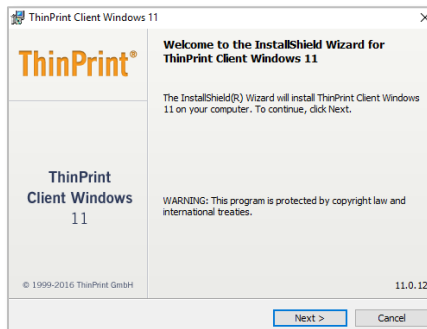 ThinPrint Client Windows 11
ThinPrint®
Welcome to the InstallShield Wizard for
ThinPrint Client Windows 11
The InstallShield(R) Wizard will install ThinPrint Client Windows
11 on your computer. To continue, click Next.
ThinPrint
Client Windows
11
WARNING: This program is protected by copyright law and
international treaties.
© 1999-2016 ThinPrint GmbH
11.0.12
Next >
Cancel